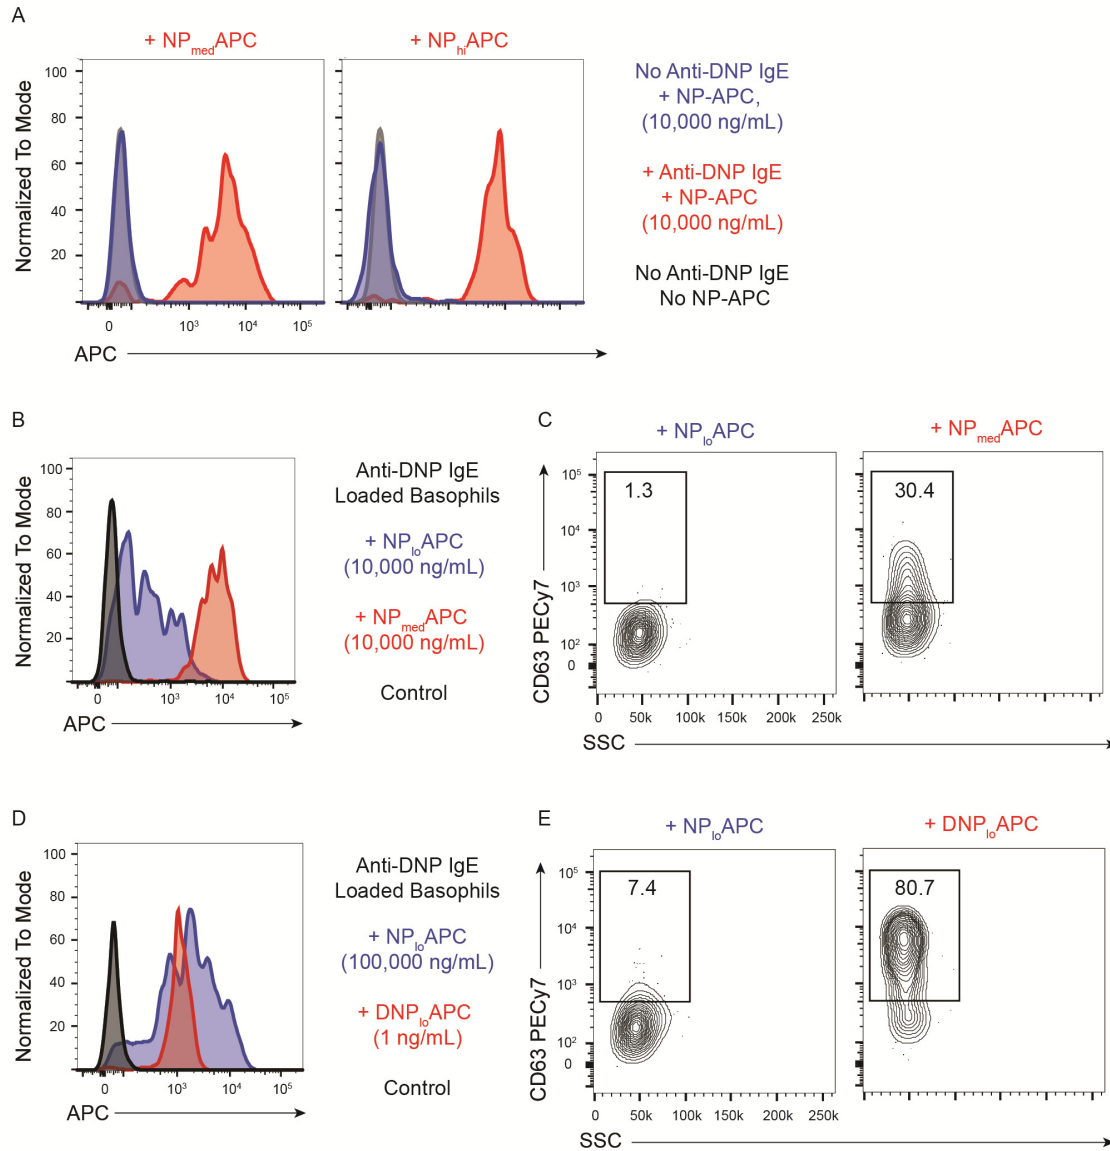 A
+ NPmedAPC
+ NPhiAPC
Normalized To Mode
100
80
60
40
20
0
10³
10⁴
10⁵
APC
No Anti-DNP IgE
+ NP-APC,
(10,000 ng/mL)
+ Anti-DNP IgE
+ NP-APC
(10,000 ng/mL)
No Anti-DNP IgE
No NP-APC
B
Normalized To Mode
100
80
60
40
20
0
10³
10⁴
10⁵
APC
Anti-DNP IgE
Loaded Basophils
+ NPloAPC
(10,000 ng/mL)
+ NPmedAPC
(10,000 ng/mL)
Control
C
+ NPloAPC
+ NPmedAPC
CD63 PECy7
10⁵
10⁴
10³
10²
0
1.3
30.4
0
50k
100k
150k
200k
250k
SSC
D
Normalized To Mode
100
80
60
40
20
0
10³
10⁴
10⁵
APC
Anti-DNP IgE
Loaded Basophils
+ NPloAPC
(100,000 ng/mL)
+ DNPloAPC
(1 ng/mL)
Control
E
+ NPloAPC
+ DNPloAPC
CD63 PECy7
10⁵
10⁴
10³
10²
0
7.4
80.7
0
50k
100k
150k
200k
250k
SSC